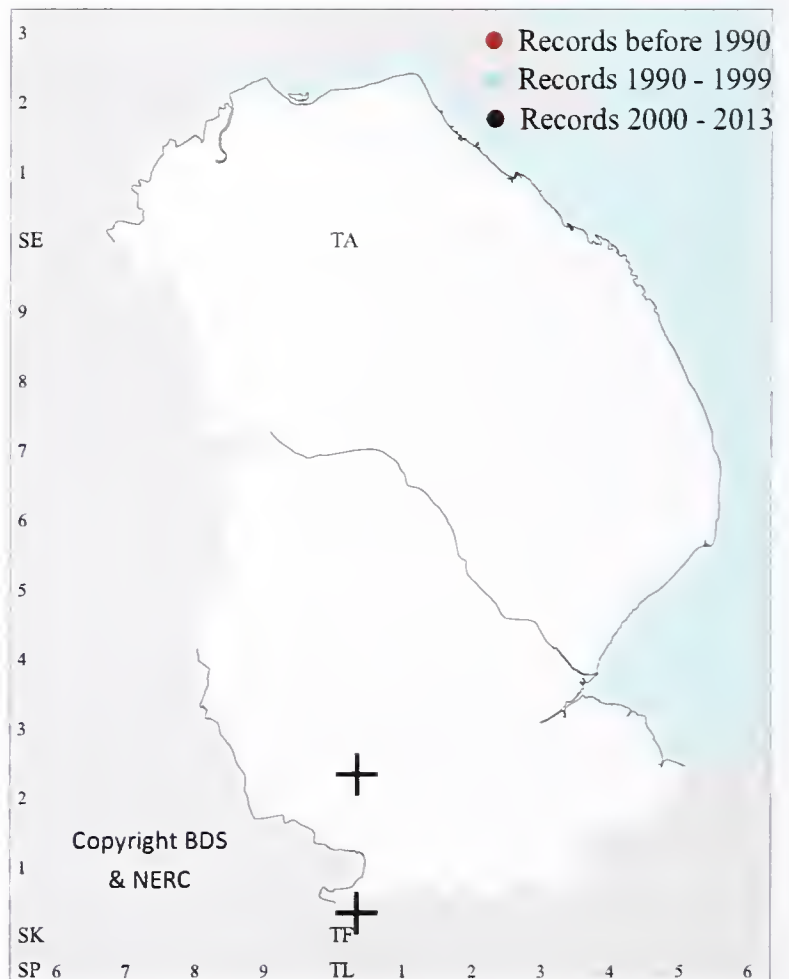 3
Records before 1990
Records 1990 - 1999
2
Records 2000 - 2013
1
SE TA
9
8
7
6
5
4
3
2
Copyright BDS
1
& NERC
SK TF
SP 6 7 8 9 TL 1 2 3 4 5 6